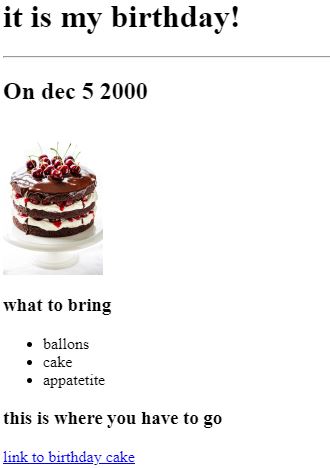 it is my birthday!
On dec 5 2000
what to bring
ballons
cake
appatetite
this is where you have to go
link to birthday cake